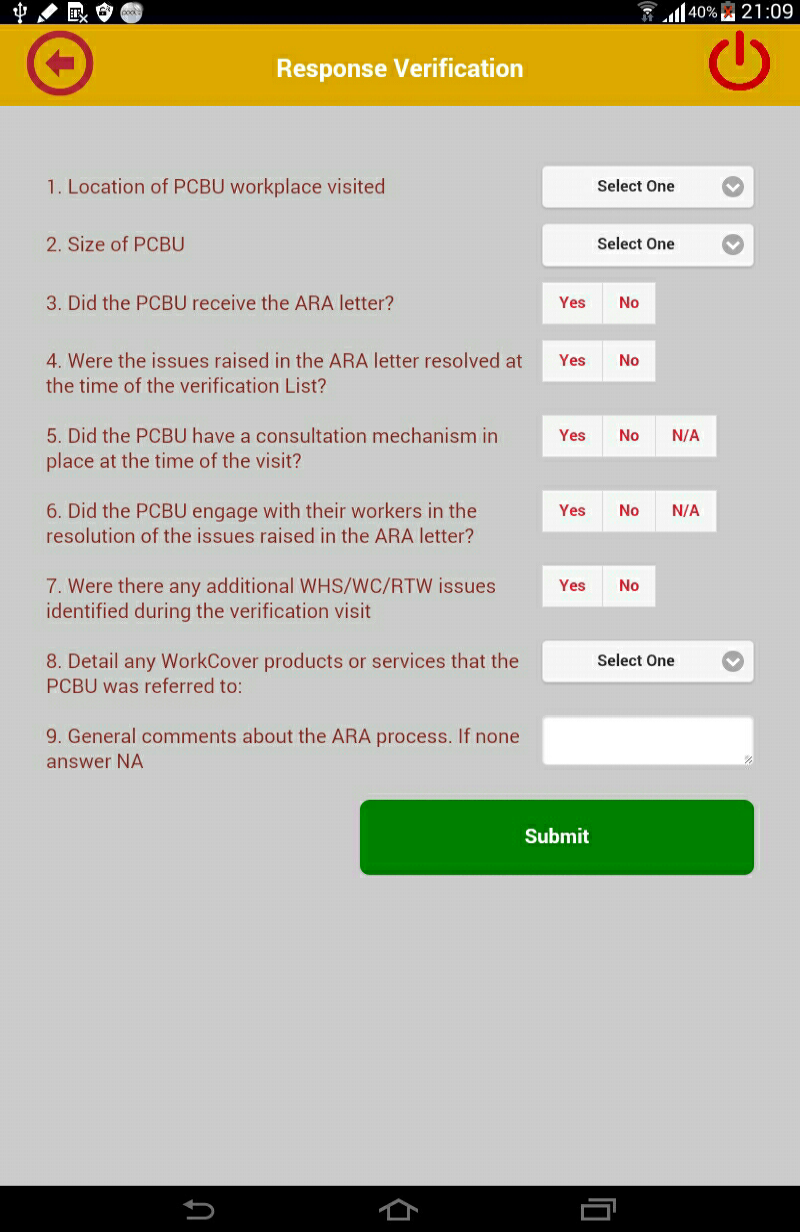 40% 21:09
Response Verification
1. Location of PCBU workplace visited
Select One
2. Size of PCBU
Select One
3. Did the PCBU receive the ARA letter?
Yes No
4. Were the issues raised in the ARA letter resolved at
the time of the verification List?
Yes No
5. Did the PCBU have a consultation mechanism in
place at the time of the visit?
Yes No N/A
6. Did the PCBU engage with their workers in the
resolution of the issues raised in the ARA letter?
Yes No N/A
7. Were there any additional WHS/WC/RTW issues
identified during the verification visit
Yes No
8. Detail any WorkCover products or services that the
PCBU was referred to:
Select One
9. General comments about the ARA process. If none
answer NA
Submit